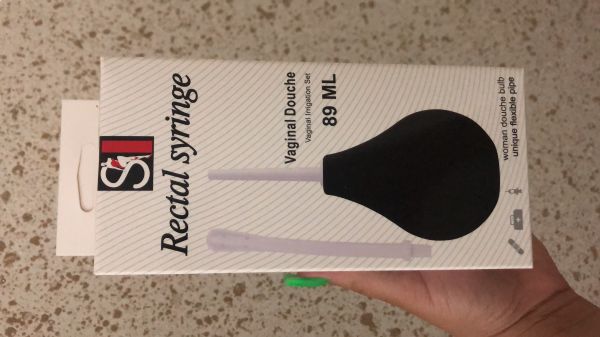 SI
Rectal syringe
Vaginal Douche
Vaginal Irrigation Set
89 ML
woman douche bulb
unique flexible pipe